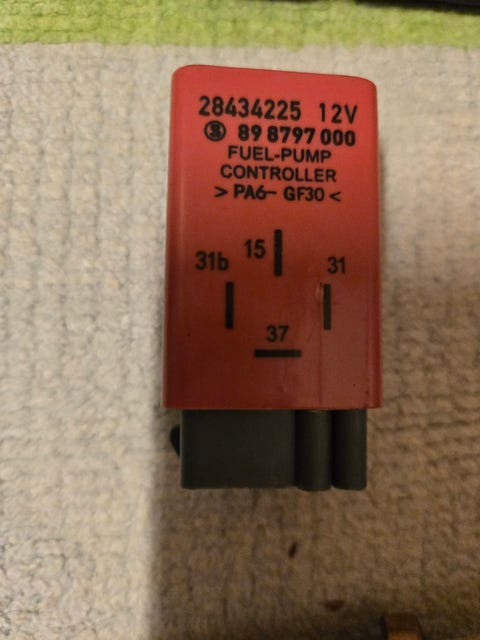 28434225 12V
89 8797 000
FUEL-PUMP
CONTROLLER
> PA6- GF30 <
15
31b 31
37